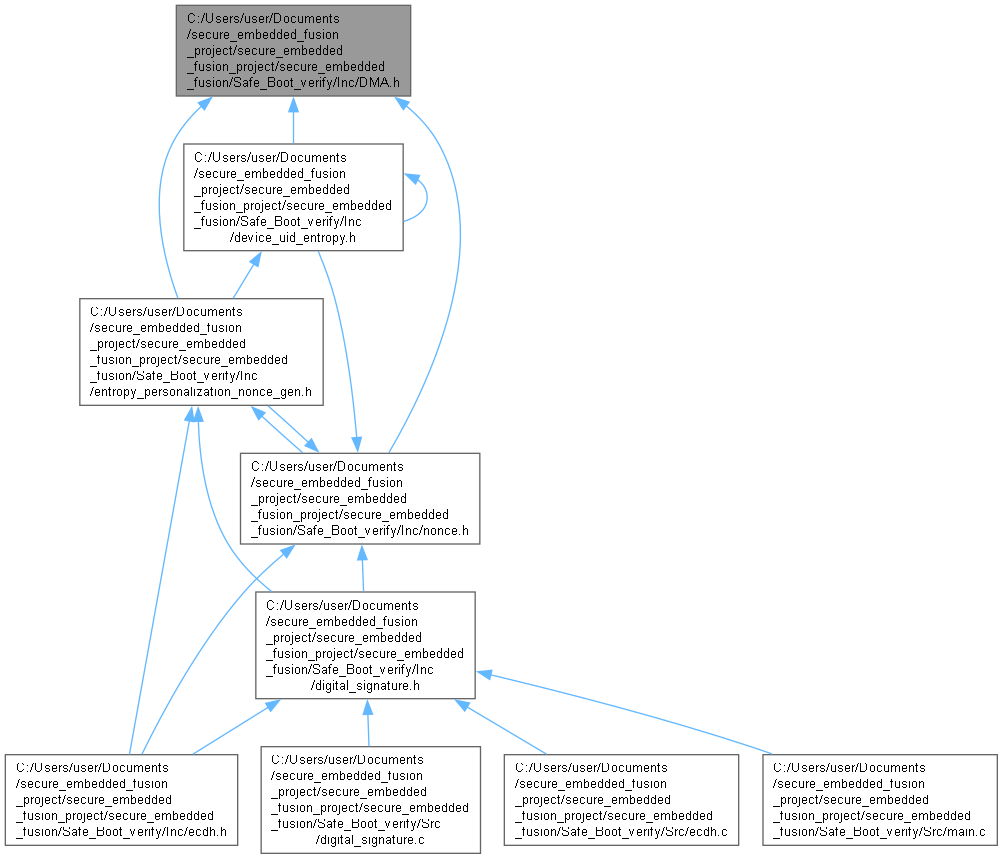 C:/Users/user/Documents
/secure_embedded_fusion
_project/secure_embedded
_fusion_project/secure_embedded
_fusion/Safe_Boot_verify/Inc/DMA.h
C:/Users/user/Documents
/secure_embedded_fusion
_project/secure_embedded
_fusion_project/secure_embedded
_fusion/Safe_Boot_verify/Inc
/device_uid_entropy.h
C:/Users/user/Documents
/secure_embedded_fusion
_project/secure_embedded
_fusion_project/secure_embedded
_fusion/Safe_Boot_verify/Inc
/entropy_personalization_nonce_gen.h
C:/Users/user/Documents
/secure_embedded_fusion
_project/secure_embedded
_fusion_project/secure_embedded
_fusion/Safe_Boot_verify/Inc/nonce.h
C:/Users/user/Documents
/secure_embedded_fusion
_project/secure_embedded
_fusion_project/secure_embedded
_fusion/Safe_Boot_verify/Inc
/digital_signature.h
C:/Users/user/Documents
/secure_embedded_fusion
_project/secure_embedded
_fusion_project/secure_embedded
_fusion/Safe_Boot_verify/Inc/ecdh.h
C:/Users/user/Documents
/secure_embedded_fusion
_project/secure_embedded
_fusion_project/secure_embedded
_fusion/Safe_Boot_verify/Src
/digital_signature.c
C:/Users/user/Documents
/secure_embedded_fusion
_project/secure_embedded
_fusion_project/secure_embedded
_fusion/Safe_Boot_verify/Src/ecdh.c
C:/Users/user/Documents
/secure_embedded_fusion
_project/secure_embedded
_fusion_project/secure_embedded
_fusion/Safe_Boot_verify/Src/main.c